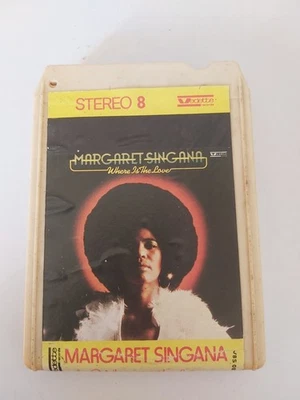 STEREO 8
MARGARET SINGANA
Where Is The Love
MARGARET SINGANA